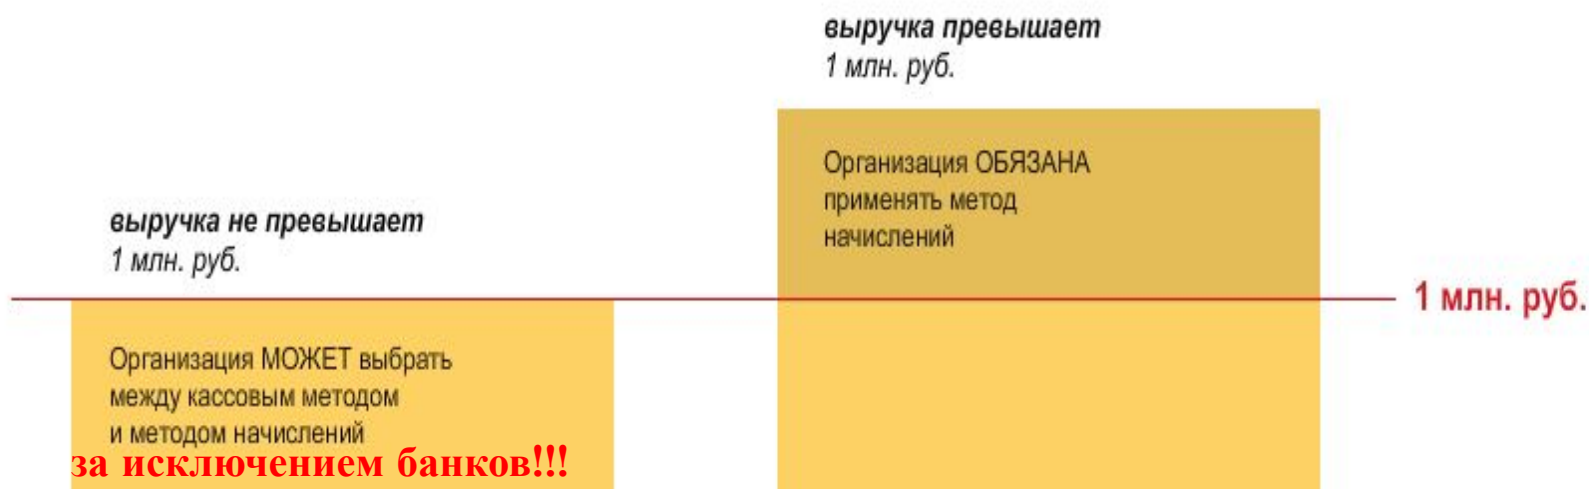 выручка превышает
1 млн. руб.
Организация ОБЯЗАНА
применять метод
начислений
выручка не превышает
1 млн. руб.
1 млн. руб.
Организация МОЖЕТ выбрать
между кассовым методом
и методом начислений
за исключением банков!!!